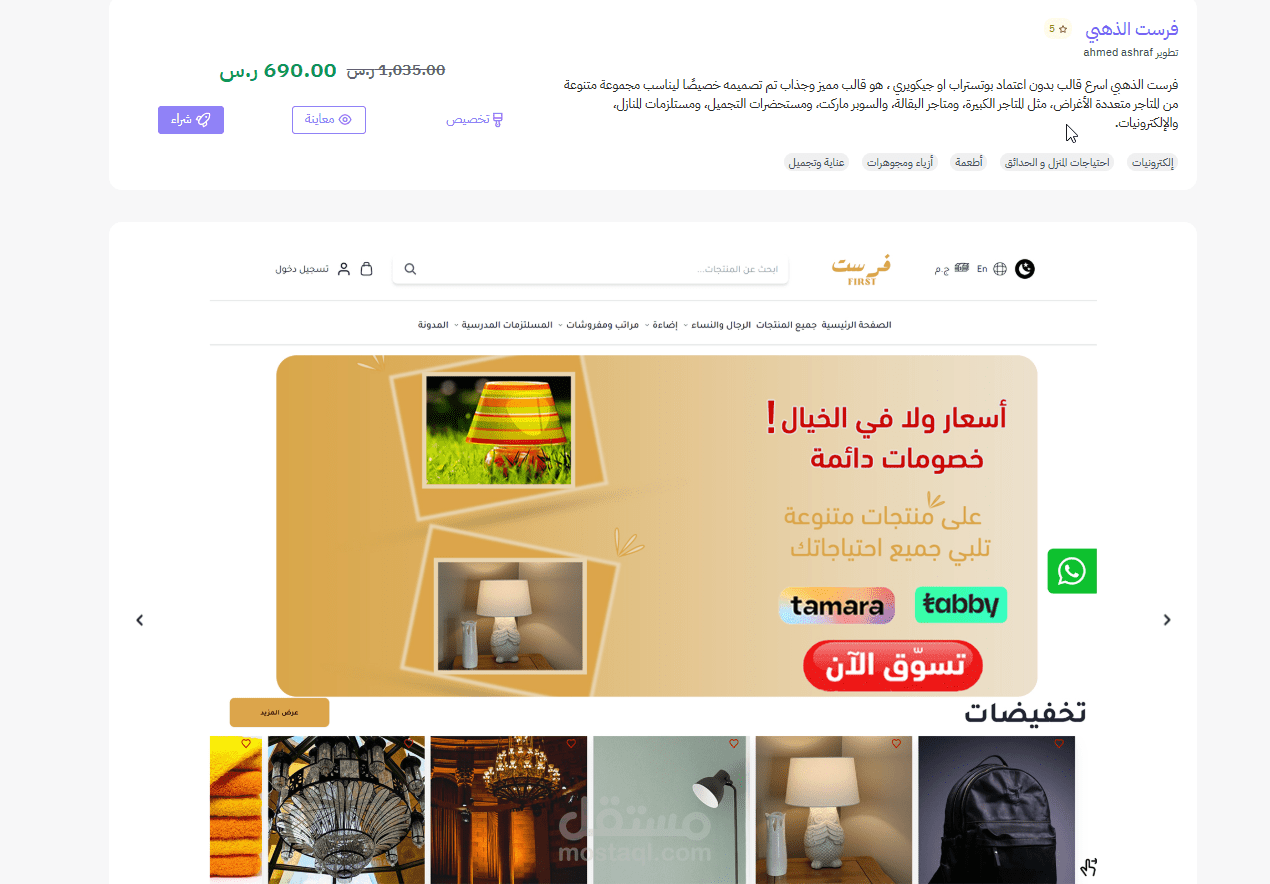 فرست الذهبي
5
تطوير ahmed ashraf
1,035.00 ر.س
690.00 ر.س
فرست الذهبي اسرع قالب بدون اعتماد بوتستراب او جيكويري ، هو قالب مميز وجذاب تم تصميمه خصيصًا ليناسب مجموعة متنوعة
من المتاجر متعددة الأغراض، مثل المتاجر الكبيرة، ومتاجر البقالة، والسوبر ماركت، ومستحضرات التجميل، ومستلزمات المنازل،
والإلكترونيات.
تخصيص
معاينة
شراء
إلكترونيات
احتياجات المنزل و الحدائق
أطعمة
أزياء ومجوهرات
عناية وتجميل
En
ج.م
فرست
FIRST
ابحث عن المنتجات...
تسجيل دخول
الصفحة الرئيسية
جميع المنتجات
الرجال والنساء
إضاءة
مراتب ومفروشات
المستلزمات المدرسية
المدونة
أسعار ولا في الخيال!
خصومات دائمة
على منتجات متنوعة
تلبي جميع احتياجاتك
tabby
tamara
تسوّق الآن
تخفيضات
عرض المزيد
مستقل
mostaql.com